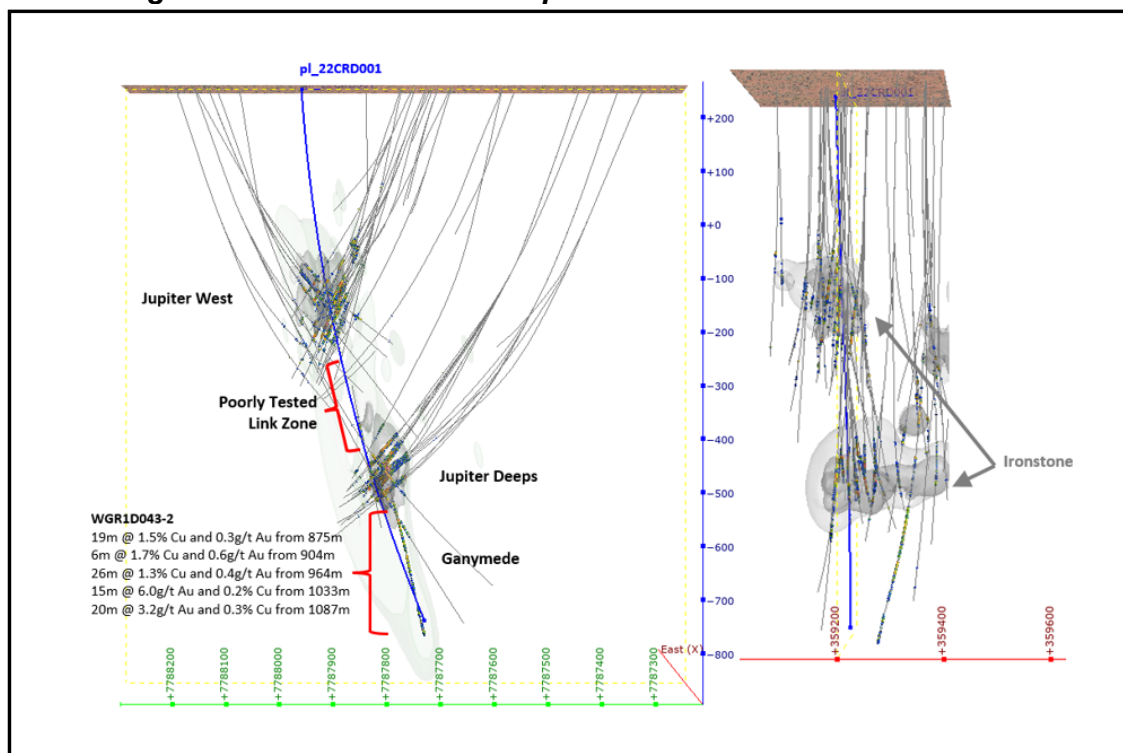 pl_22CRD001
Jupiter West
Poorly Tested
Link Zone
Jupiter Deeps
WGR1D043-2
19m @ 1.5% Cu and 0.3g/t Au from 875m
6m @ 1.7% Cu and 0.6g/t Au from 904m
26m @ 1.3% Cu and 0.4g/t Au from 964m
15m @ 6.0g/t Au and 0.2% Cu from 1033m
20m @ 3.2g/t Au and 0.3% Cu from 1087m
Ganymede
+200
+100
+0
−100
−200
−300
−400
−500
−600
−700
−800
East (X)
+7788200
+7788100
+7788000
+7787900
+7787800
+7787700
+7787600
+7787500
+7787400
+7787300
_22CRD001
Ironstone
+359200
+359400
+359600